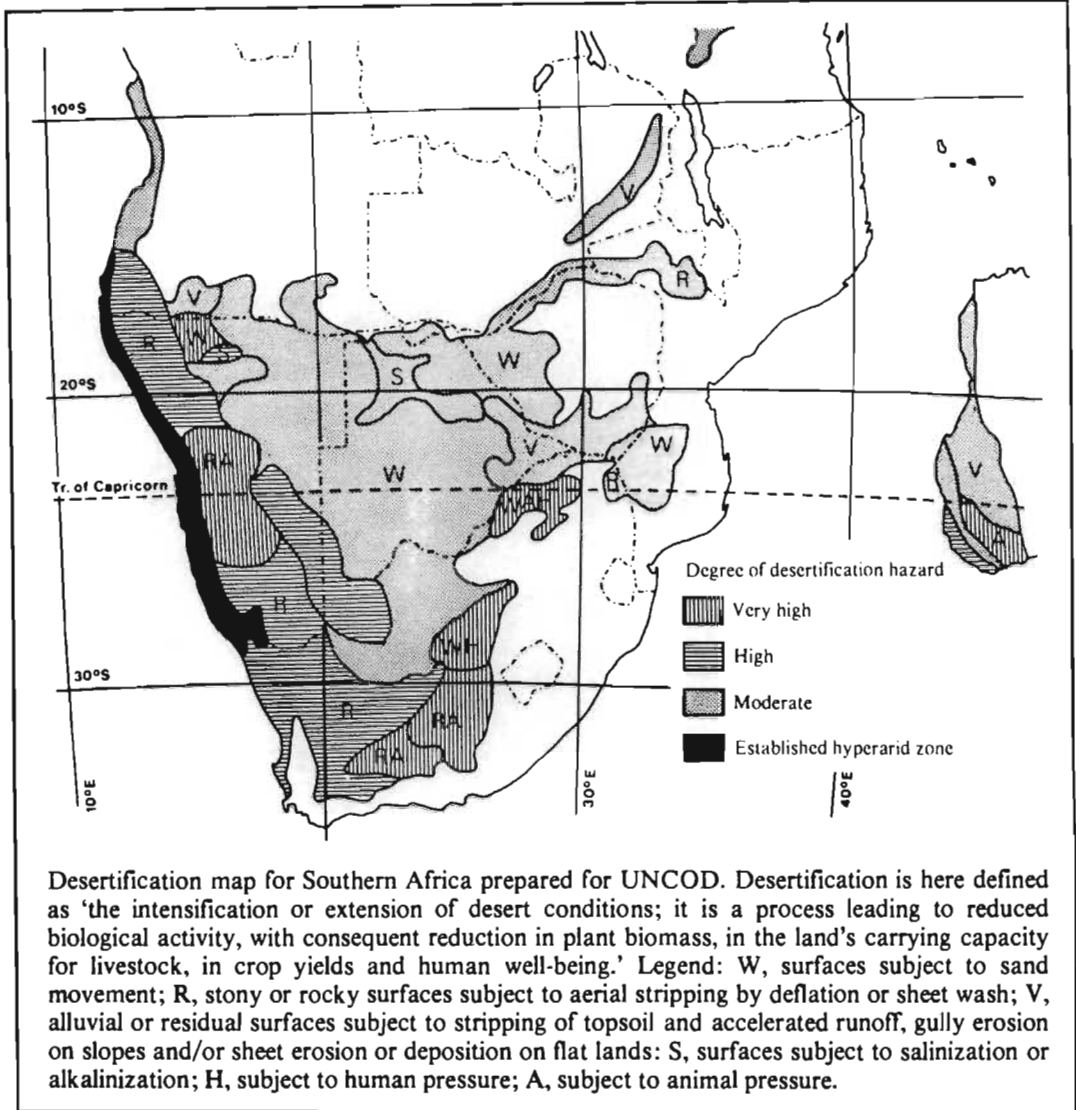 10°S
V
R
V
R
W
S
S
W
20°S
V
W
RA
W
V
Tr. of Capricorn
R
WAH
A
Degree of desertification hazard
Very high
R
WH
High
30°S
Moderate
R
RA
RA
Established hyperarid zone
10°E
30°E
40°E
Desertification map for Southern Africa prepared for UNCOD. Desertification is here defined
as ‘the intensification or extension of desert conditions; it is a process leading to reduced
biological activity, with consequent reduction in plant biomass, in the land’s carrying capacity
for livestock, in crop yields and human well-being.’ Legend: W, surfaces subject to sand
movement; R, stony or rocky surfaces subject to aerial stripping by deflation or sheet wash; V,
alluvial or residual surfaces subject to stripping of topsoil and accelerated runoff, gully erosion
on slopes and/or sheet erosion or deposition on flat lands: S, surfaces subject to salinization or
alkalinization; H, subject to human pressure; A, subject to animal pressure.